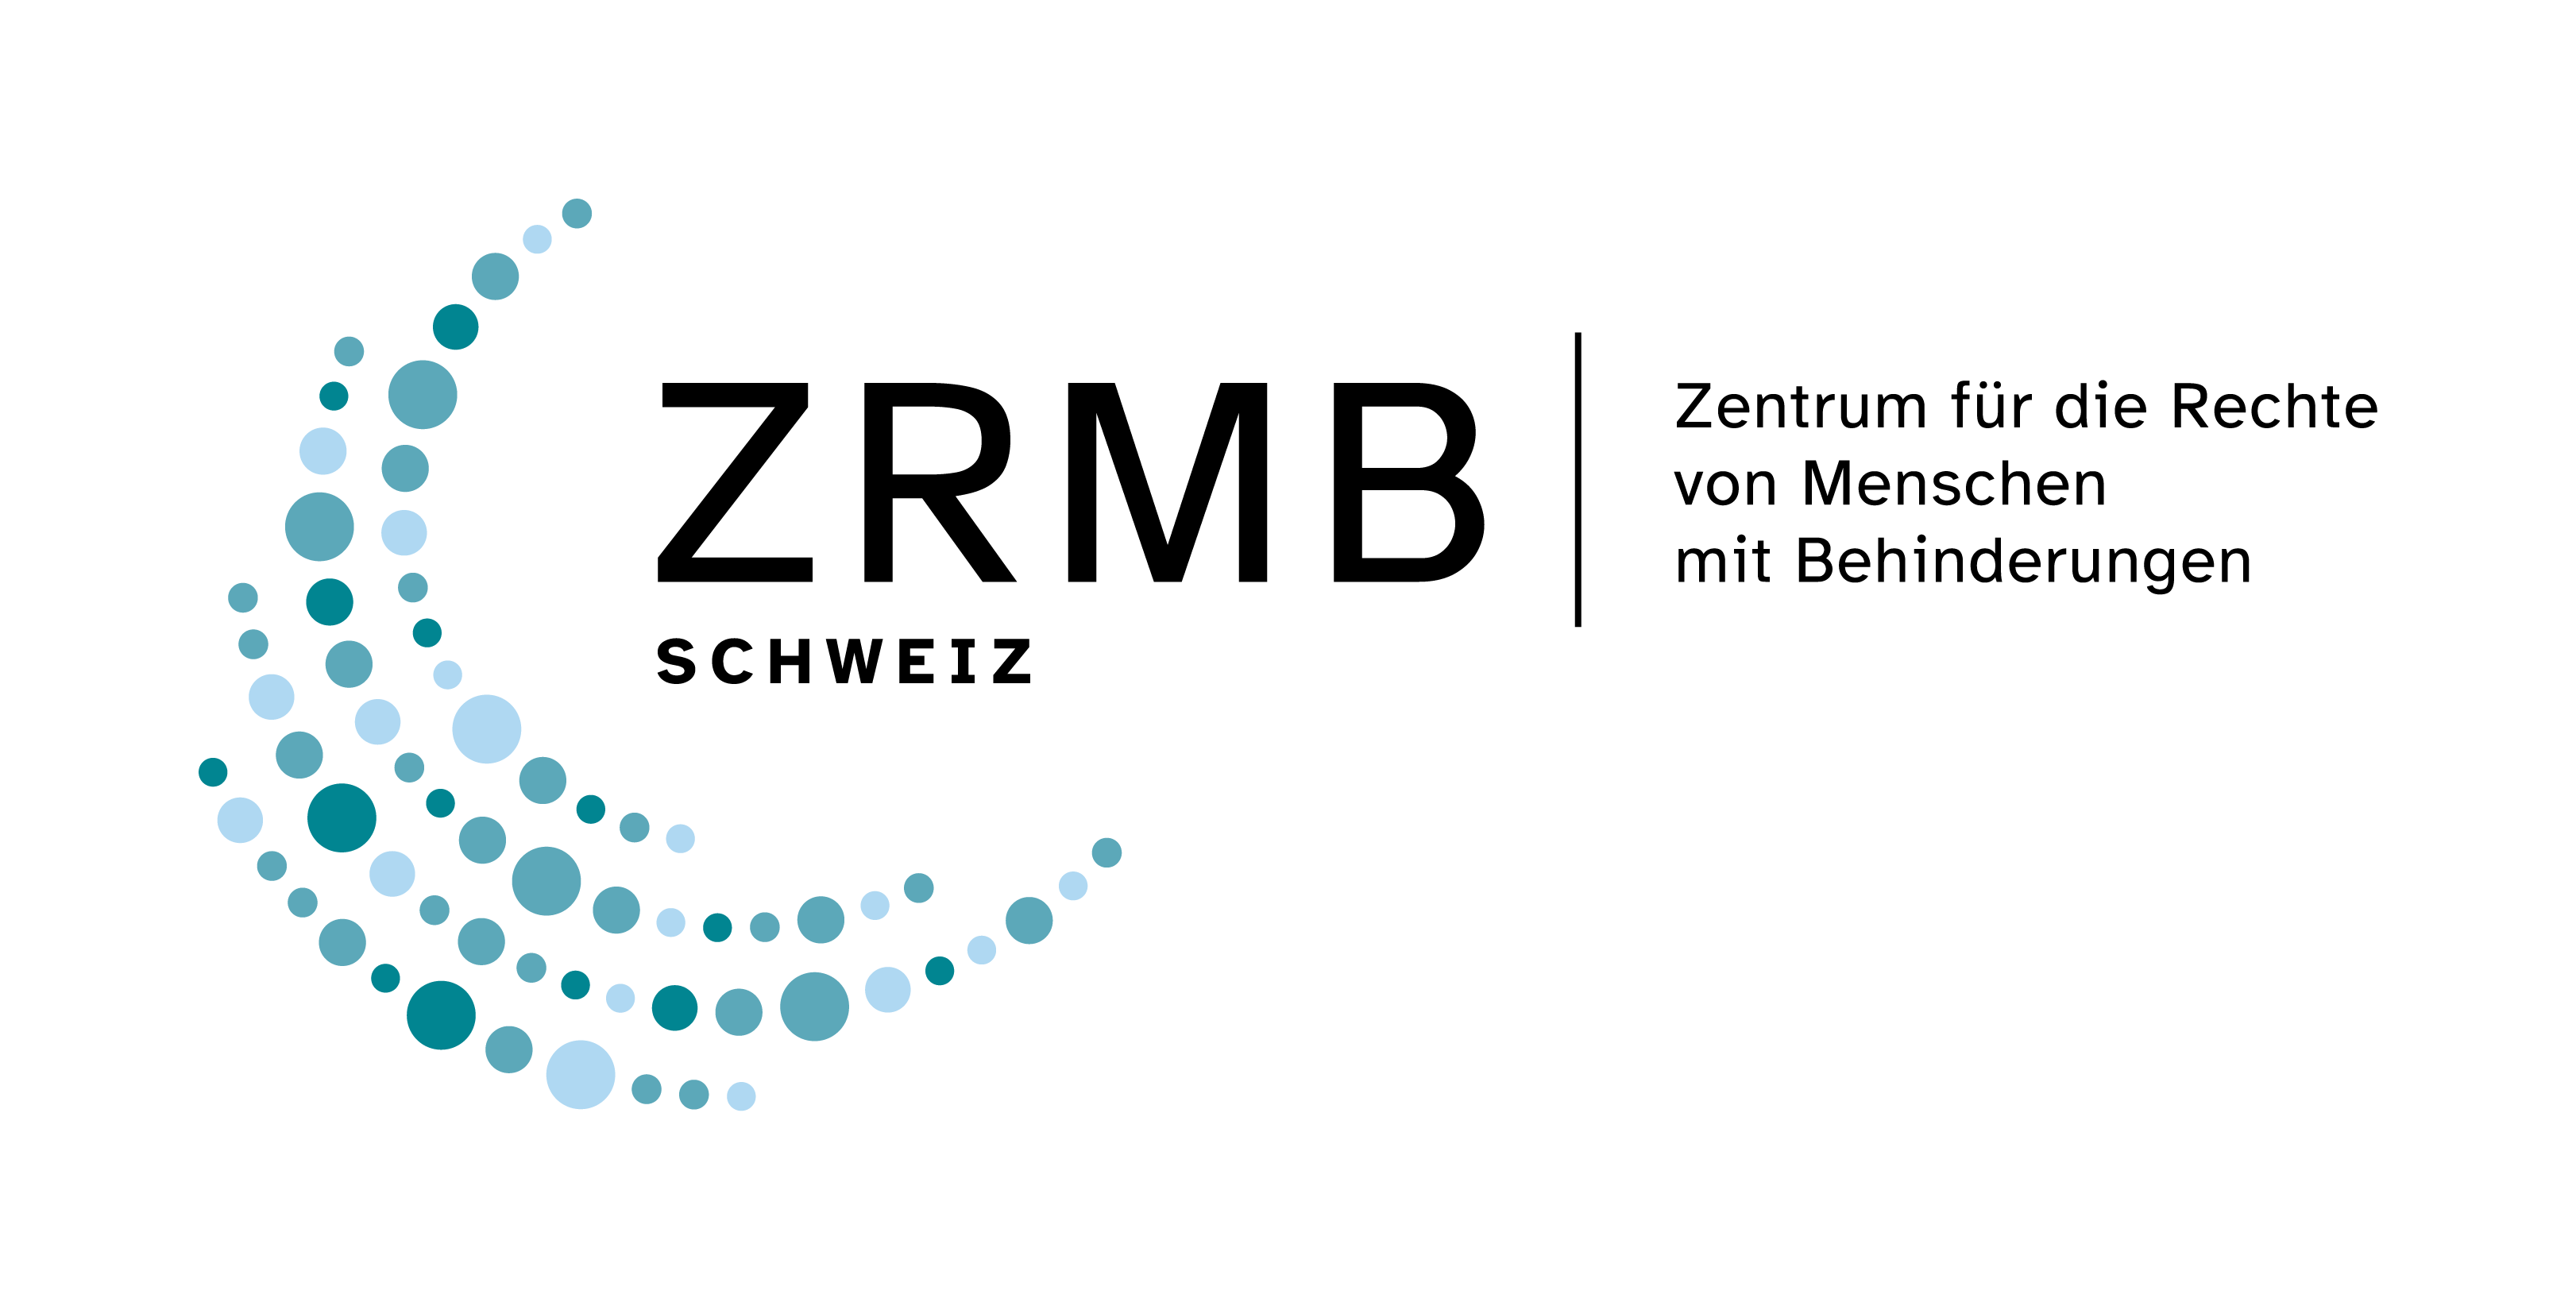 ZRMB
SCHWEIZ
Zentrum für die Rechte
von Menschen
mit Behinderungen